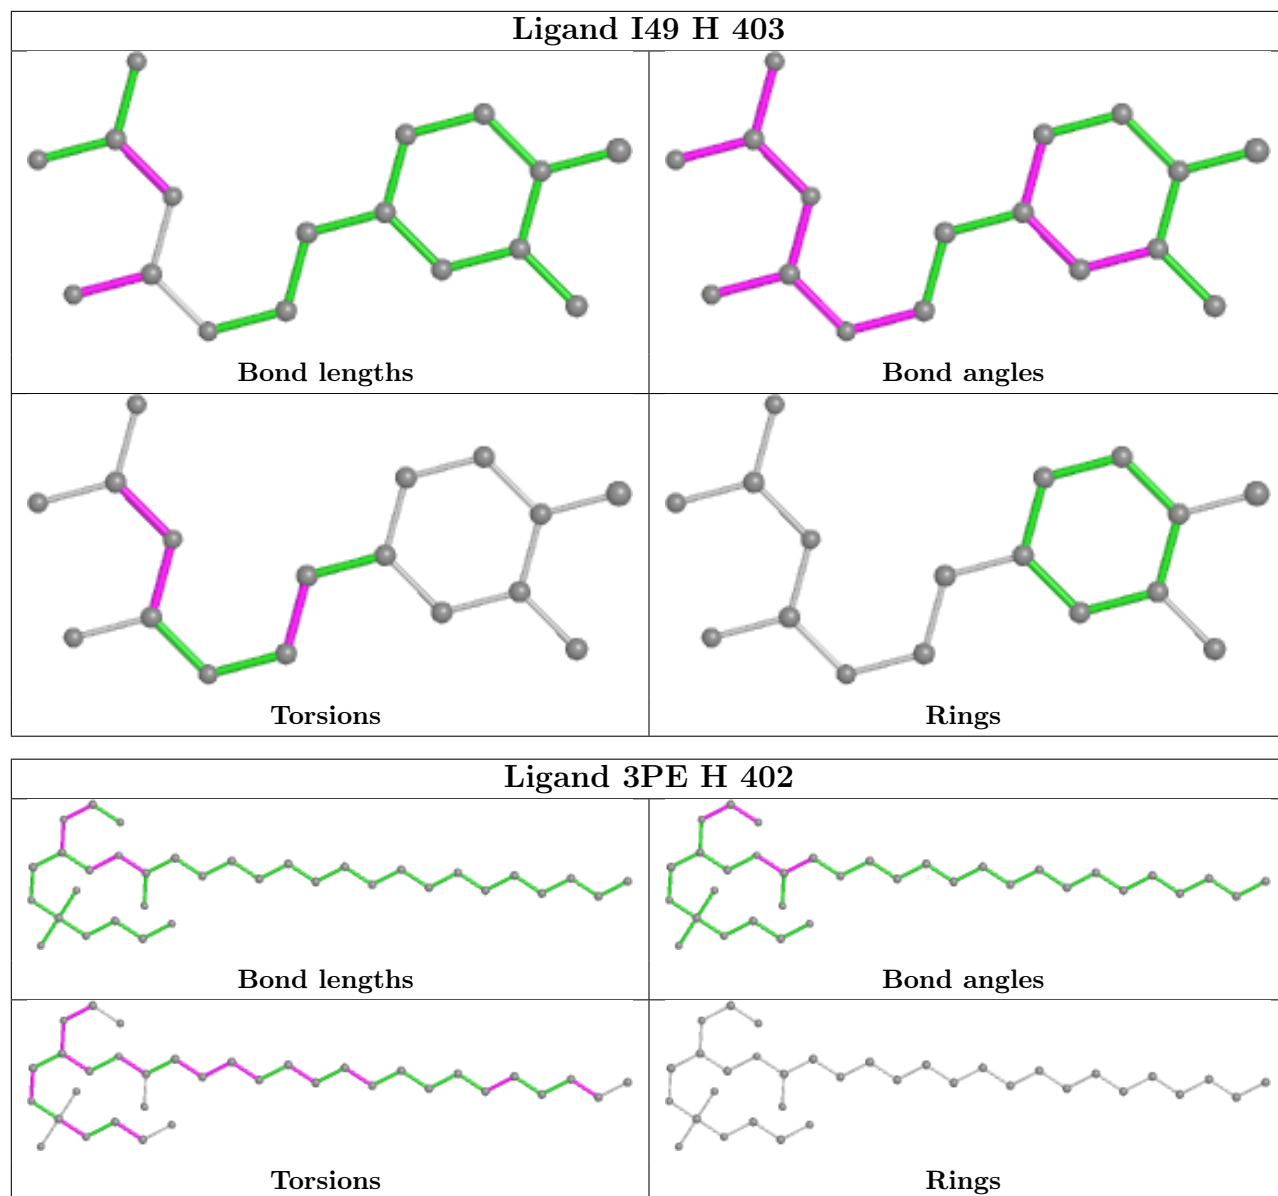 Ligand I49 H 403
Bond lengths
Bond angles
Torsions
Rings
Ligand 3PE H 402
Bond lengths
Bond angles
Torsions
Rings